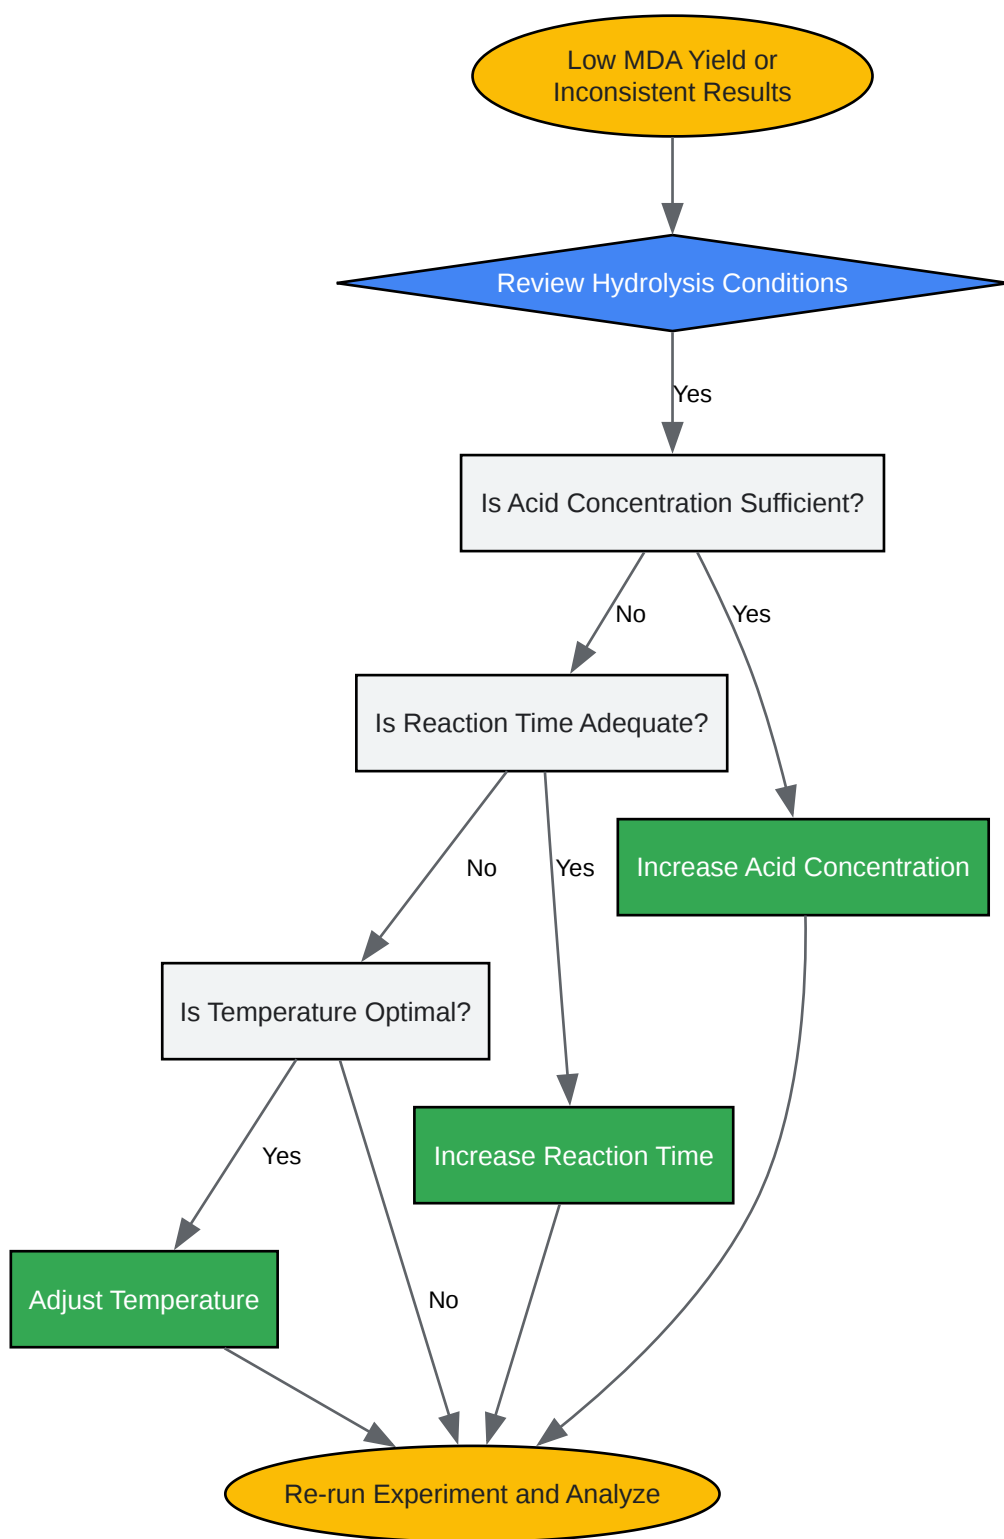 Low MDA Yield or
Inconsistent Results
Review Hydrolysis Conditions
Yes
Is Acid Concentration Sufficient?
No
Yes
Is Reaction Time Adequate?
No
Yes
Increase Acid Concentration
Is Temperature Optimal?
Yes
Increase Reaction Time
No
Adjust Temperature
Re-run Experiment and Analyze